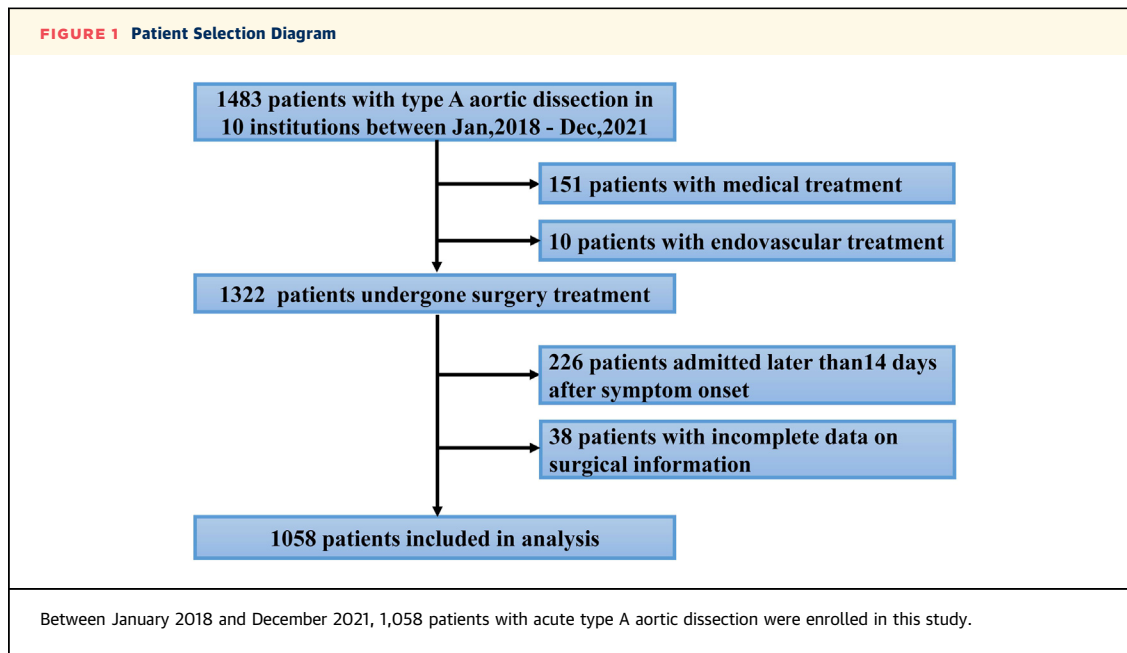 FIGURE 1 Patient Selection Diagram
1483 patients with type A aortic dissection in
10 institutions between Jan,2018 - Dec,2021
151 patients with medical treatment
10 patients with endovascular treatment
1322 patients undergone surgery treatment
226 patients admitted later than14 days
after symptom onset
38 patients with incomplete data on
surgical information
1058 patients included in analysis
Between January 2018 and December 2021, 1,058 patients with acute type A aortic dissection were enrolled in this study.